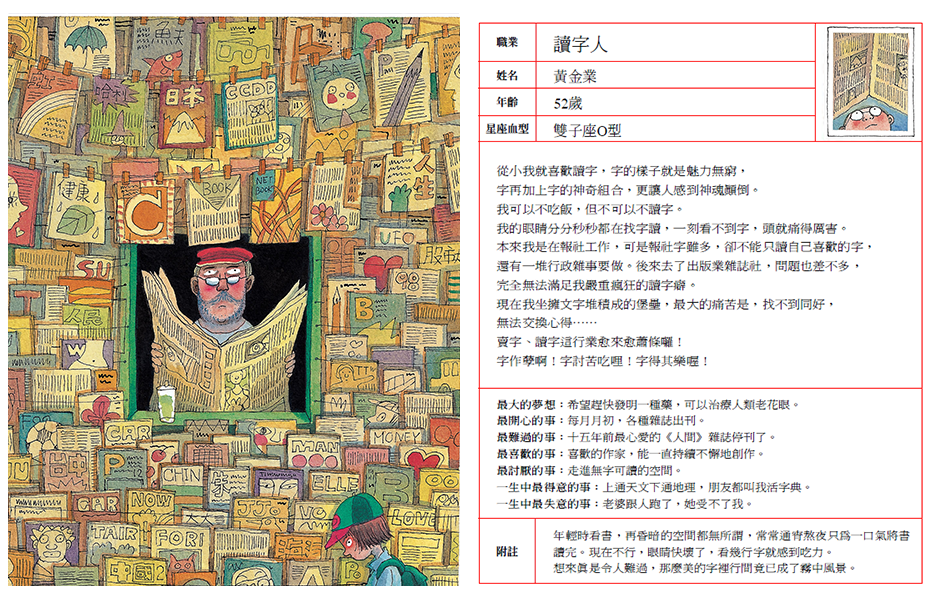 日本
CCDD
健康
C
BOOK
NET
BOOK
人生
UFO
98
SU
人民
B
W
CAR
MAN
MONEY
P
CHIN
ELLE
B
CAR
NOW
JJ
VO
LOVE
FAIR
FORI
中國
職業
讀字人
姓名
黃金業
年齡
52歲
星座血型
雙子座O型
從小我就喜歡讀字，字的樣子就是魅力無窮，
字再加上字的神奇組合，更讓人感到神魂顛倒。
我可以不吃飯，但不可以不讀字。
我的眼睛分分秒秒都在找字讀，一刻看不到字，頭就痛得厲害。
本來我是在報社工作，可是報社字雖多，卻不能只讀自己喜歡的字，
還有一堆行政雜事要做。後來去了出版業雜誌社，問題也差不多，
完全無法滿足我嚴重瘋狂的讀字癖。
現在我坐擁文字堆積成的堡壘，最大的痛苦是，找不到同好，
無法交換心得⋯⋯
賣字、讀字這行業愈來愈蕭條囉！
字作孽啊！字討苦吃哩！字得其樂喔！
最大的夢想：希望趕快發明一種藥，可以治療人類老花眼。
最開心的事：每月月初，各種雜誌出刊。
最難過的事：十五年前最心愛的《人間》雜誌停刊了。
最喜歡的事：喜歡的作家，能一直持續不懈地創作。
最討厭的事：走進無字可讀的空間。
一生中最得意的事：上通天文下通地理，朋友都叫我活字典。
一生中最失意的事：老婆跟人跑了，她受不了我。
附註
年輕時看書，再昏暗的空間都無所謂，常常通宵熬夜只為一口氣將書
讀完。現在不行，眼睛快壞了，看幾行字就感到吃力。
想來真是令人難過，那麼美的字裡行間竟已成了霧中風景。